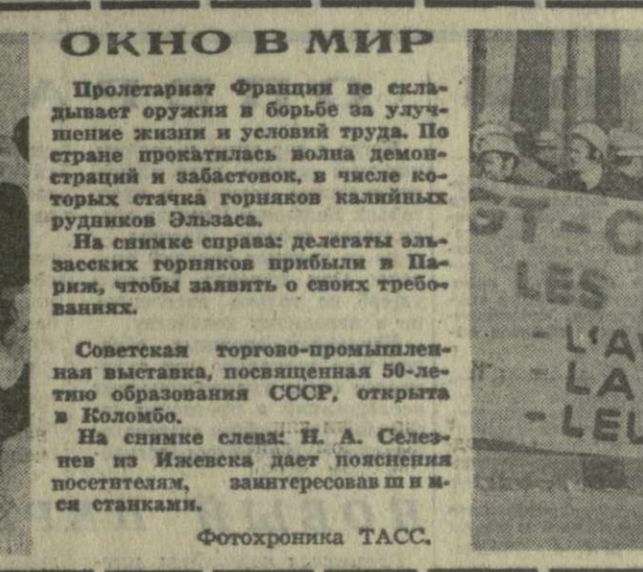 ОКНО В МИР
Пролетариат Франции не скла-
дывает оружия в борьбе за улуч-
шение жизни и условий труда. По
стране прокатилась волна демон-
страций и забастовок, в числе ко-
торых стачка горняков калийных
рудников Эльзаса.
На снимке справа: делегаты эль-
засских горняков прибыли в Па-
риж, чтобы заявить о своих требо-
ваниях.
Советская торгово-промышлен-
ная выставка, посвященная 50-ле-
тию образования СССР, открыта
в Коломбо.
На снимке слева: Н. А. Селез-
нев из Ижевска дает пояснения
посетителям, заинтересовавшим-
ся станками.
Фотохроника ТАСС.
LES
LA